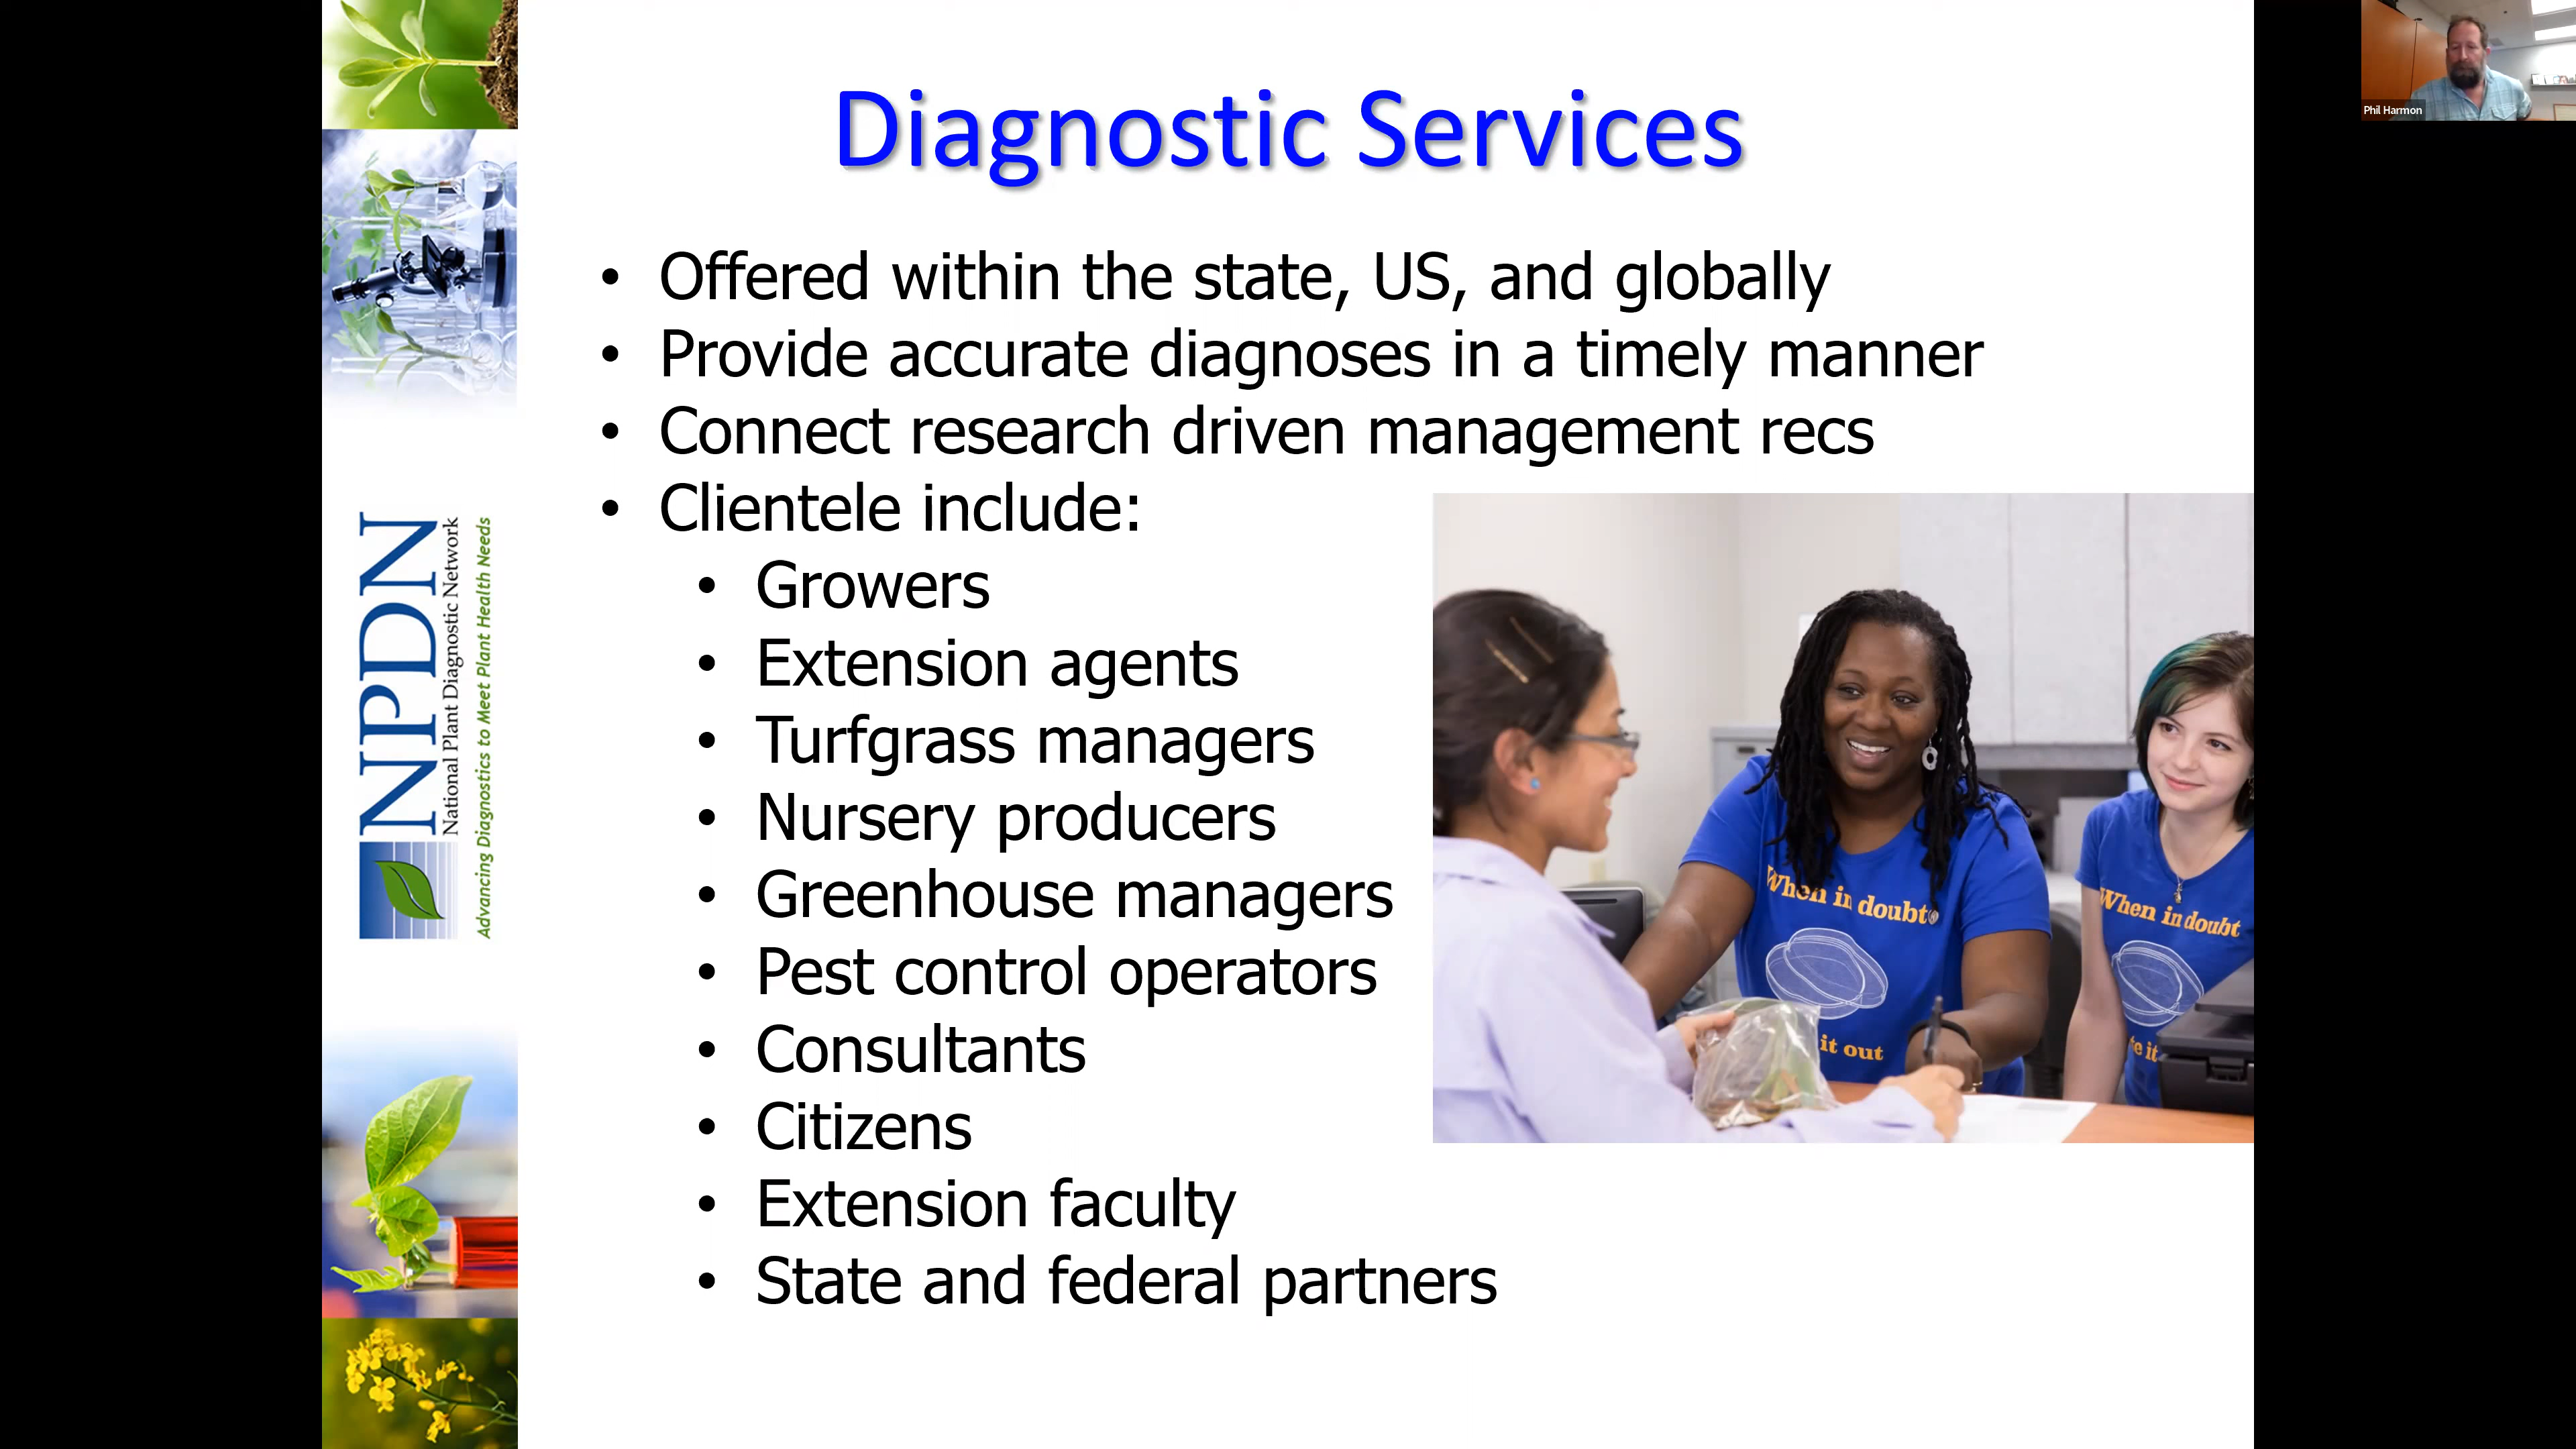 Diagnostic Services
• Offered within the state, US, and globally
• Provide accurate diagnoses in a timely manner
• Connect research driven management recs
• Clientele include:
• Growers
• Extension agents
• Turfgrass managers
• Nursery producers
• Greenhouse managers
• Pest control operators
• Consultants
• Citizens
• Extension faculty
• State and federal partners
NPDN
National Plant Diagnostic Network
Advancing Diagnostics to Meet Plant Health Needs
When in doubt
it out
When in doubt
it
Phil Harmon